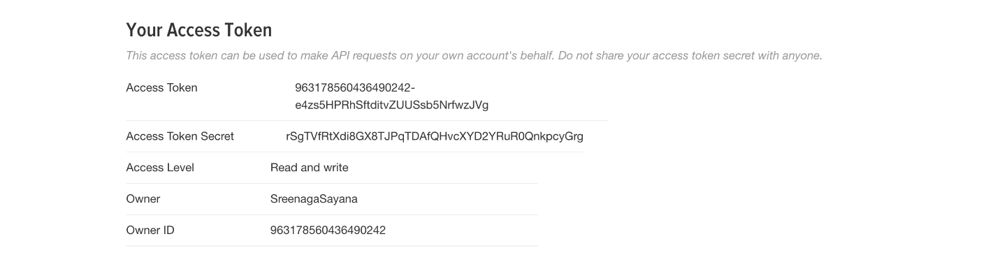 Your Access Token
This access token can be used to make API requests on your own account's behalf. Do not share your access token secret with anyone.
Access Token 963178560436490242-
e4zs5HPRhSftditvZUUSsb5NrfwzJVg
Access Token Secret rSgTVfRtXdi8GX8TJPqTDAfQHvcXYD2YRuR0QnkpcyGrg
Access Level Read and write
Owner SreenagaSayana
Owner ID 963178560436490242